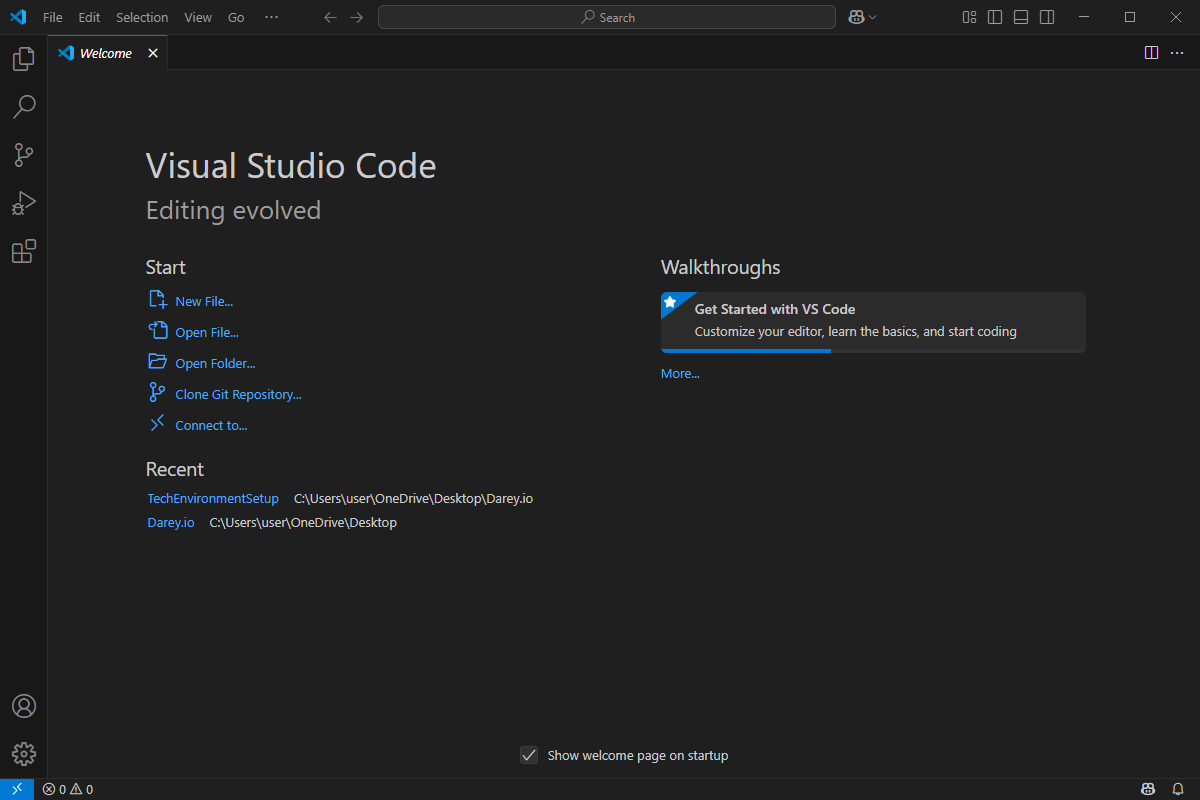 File Edit Selection View Go ··· Search
Welcome
Visual Studio Code
Editing evolved
Start
New File...
Open File...
Open Folder...
Clone Git Repository...
Connect to...
Recent
TechEnvironmentSetup C:\Users\user\OneDrive\Desktop\Darey.io
Darey.io C:\Users\user\OneDrive\Desktop
Walkthroughs
Get Started with VS Code
Customize your editor, learn the basics, and start coding
More...
Show welcome page on startup
0 0